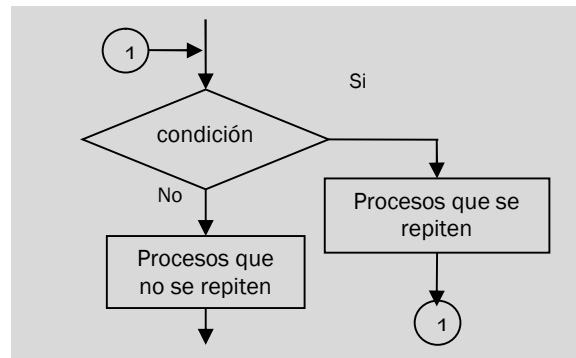 1
Si
condición
No
Procesos que se
repiten
Procesos que
no se repiten
1